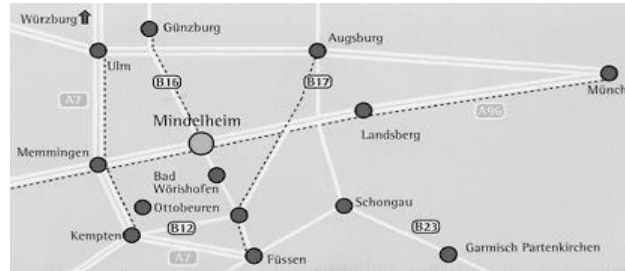 Würzburg
Günzburg
Augsburg
Ulm
B16
B17
Münch
A7
Mindelheim
A96
Landsberg
Memmingen
Bad
Wörishofen
Ottobeuren
Schongau
B12
B23
Kempten
A7
Füssen
Garmisch Partenkirchen